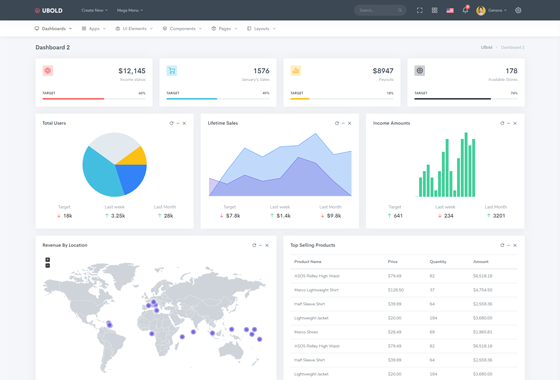 UBOLD
Create New
Mega Menu
Search...
Geneva
Dashboards
Apps
UI Elements
Components
Pages
Layouts
Dashboard 2
UBold / Dashboard 2
$12,145
Income status
TARGET 60%
1576
January's Sales
TARGET 49%
$8947
Payouts
TARGET 18%
178
Available Stores
TARGET 74%
Total Users
Target Last week Last Month
18k 3.25k 28k
Lifetime Sales
Target Last week Last Month
$7.8k $1.4k $9.8k
Income Amounts
Target Last week Last Month
641 234 3201
Revenue By Location
+
−
Top Selling Products
Product Name Price Quantity Amount
ASOS Ridley High Waist $79.49 82 $6,518.18
Marco Lightweight Shirt $128.50 37 $4,754.50
Half Sleeve Shirt $39.99 64 $2,559.36
Lightweight Jacket $20.00 184 $3,680.00
Marco Shoes $28.49 69 $1,965.81
ASOS Ridley High Waist $79.49 82 $6,518.18
Half Sleeve Shirt $39.99 64 $2,559.36
Lightweight Jacket $20.00 184 $3,680.00